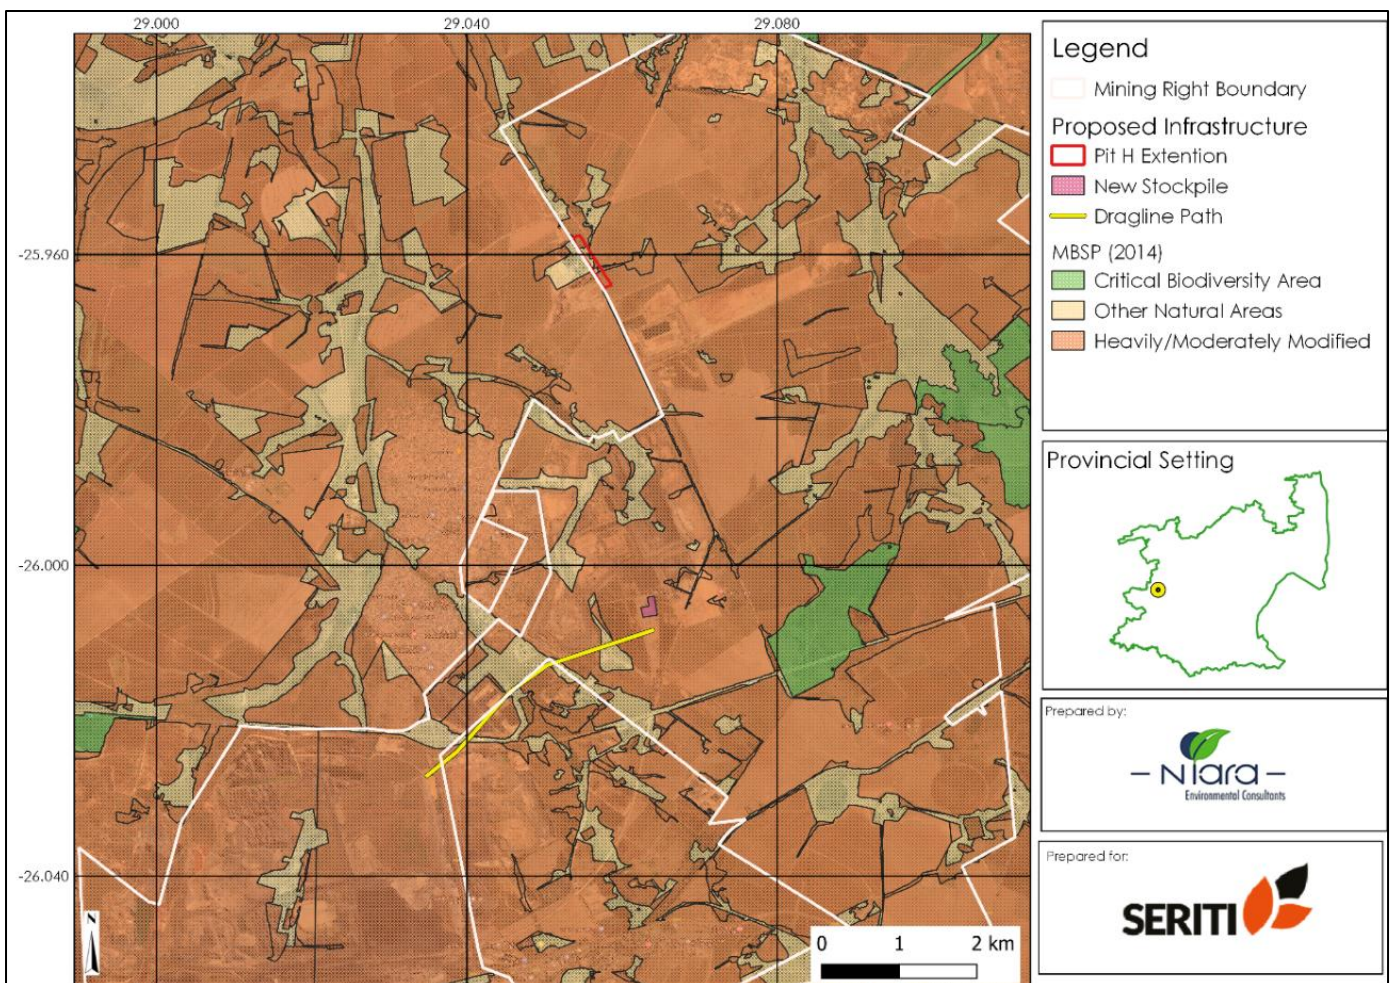 29.000
29.040
29.080
-25.960
-26.000
-26.040
N
0
1
2 km
Legend
Mining Right Boundary
Proposed Infrastructure
Pit H Extention
New Stockpile
Dragline Path
MBSP (2014)
Critical Biodiversity Area
Other Natural Areas
Heavily/Moderately Modified
Provincial Setting
Prepared by:
– Niara –
Environmental Consultants
Prepared for:
SERITI